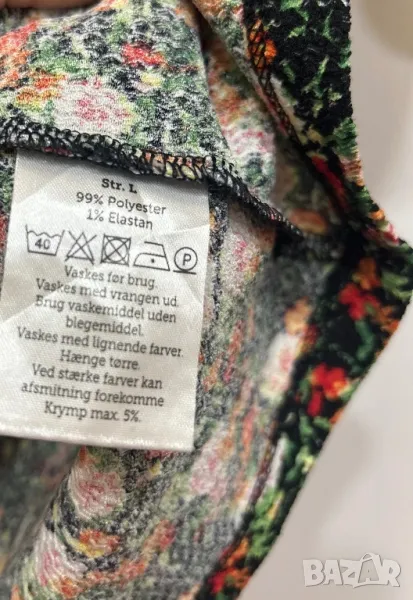 Str. L
99% Polyester
1% Elastan
40 P
Vaskes før brug.
Vaskes med vrangen ud.
Brug vaskemiddel uden
blegemiddel.
Vaskes med lignende farver.
Hænge tørre.
Ved stærke farver kan
afsmitning forekomme
Krymp max. 5%.
BAZAR